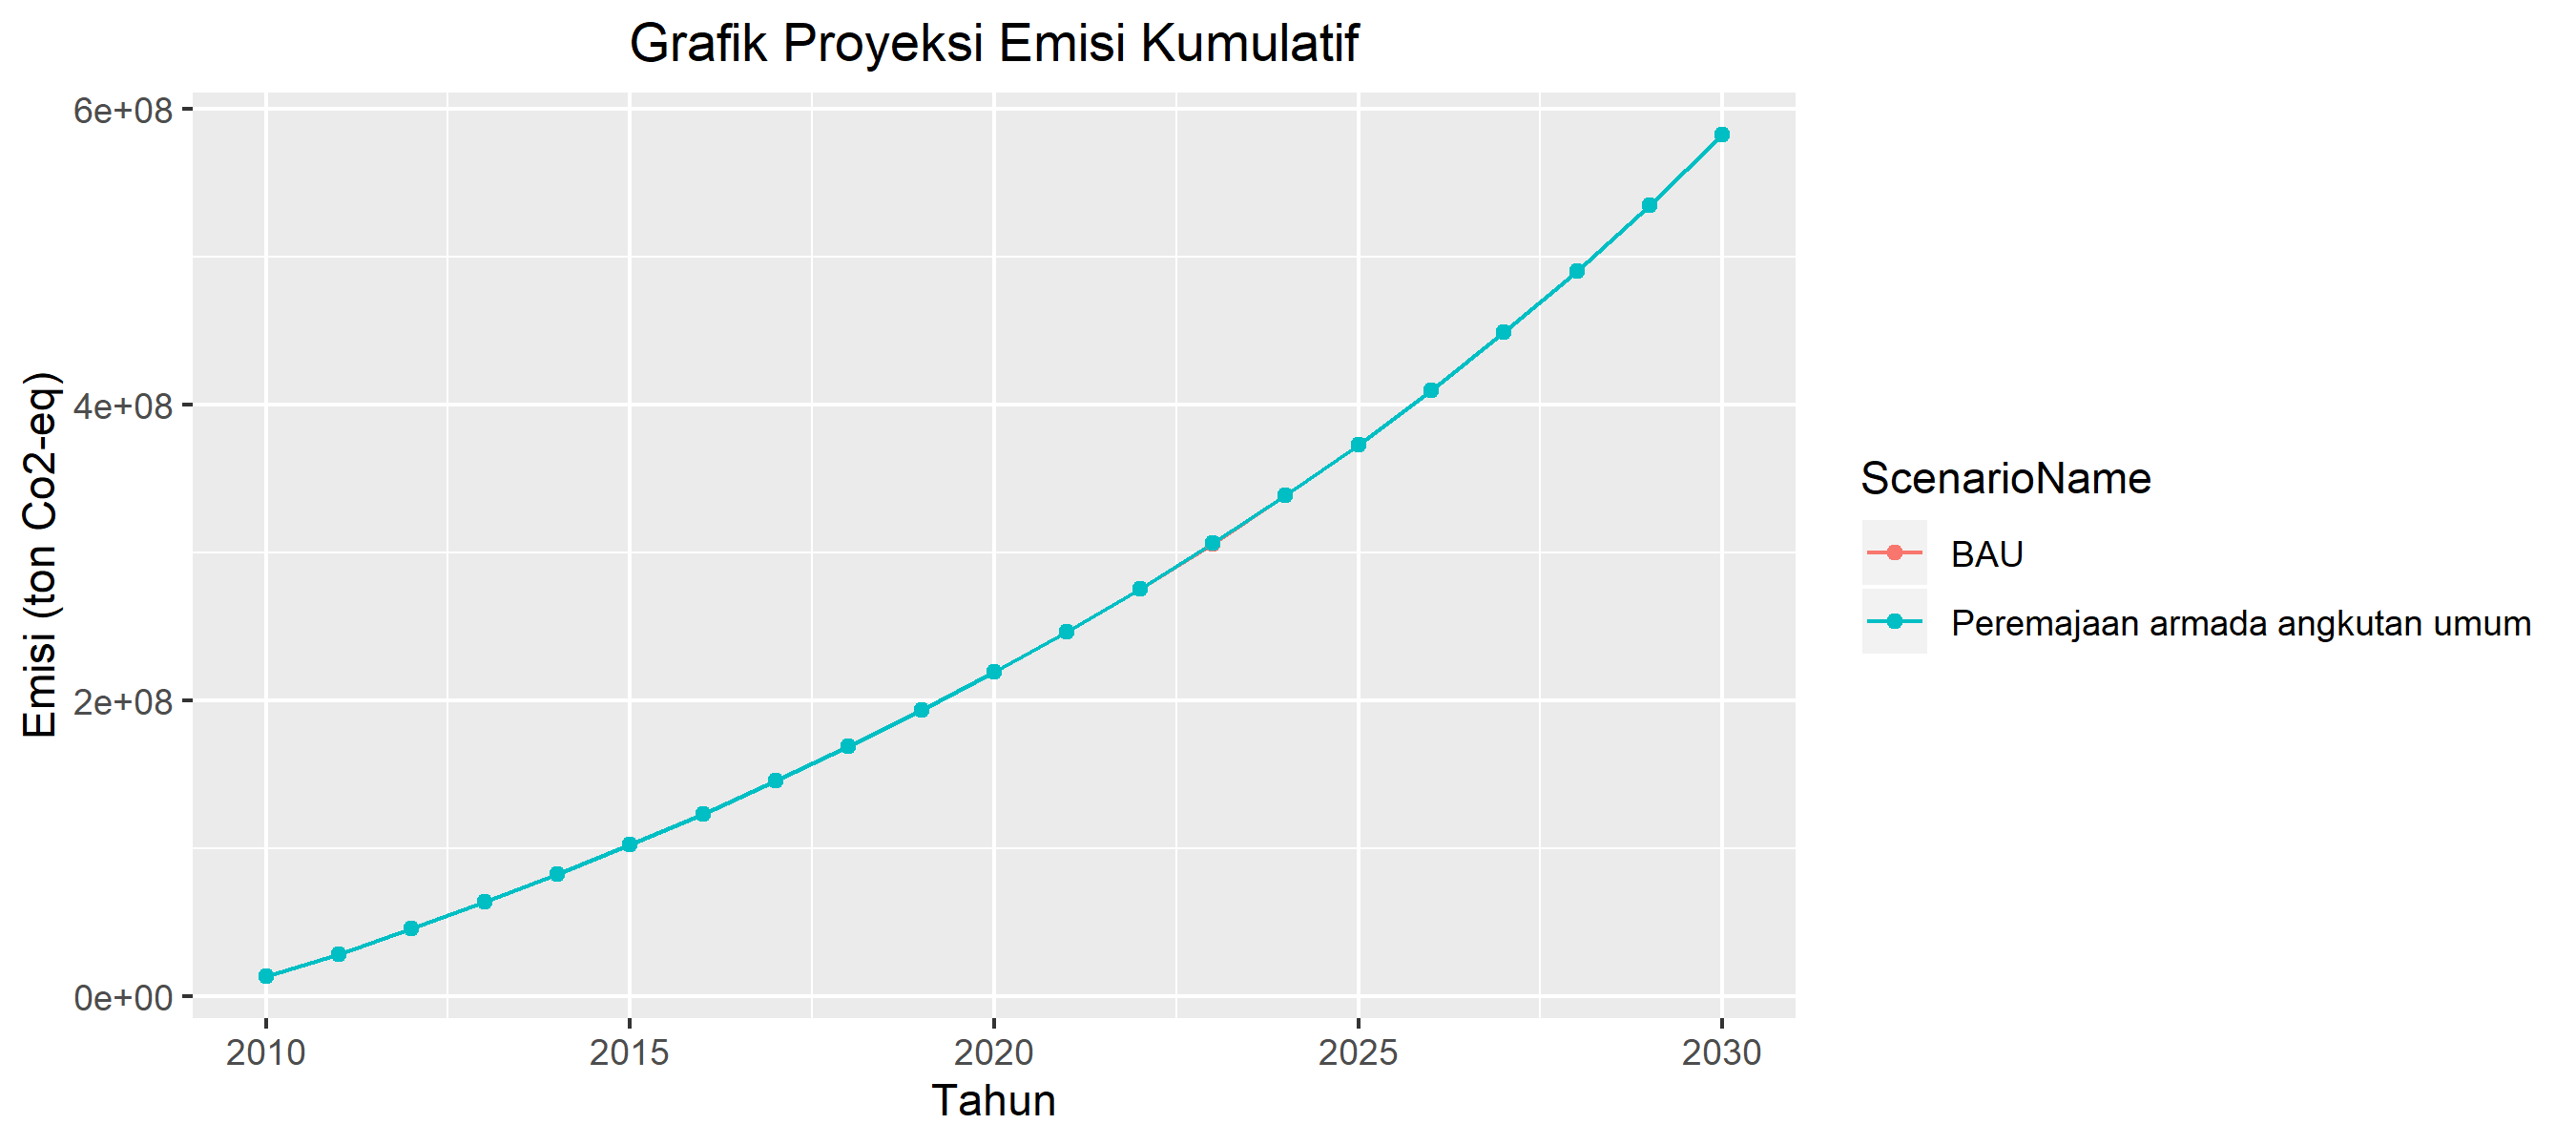 Grafik Proyeksi Emisi Kumulatif
6e+08
4e+08
2e+08
0e+00
Emisi (ton Co2-eq)
2010 2015 2020 2025 2030
Tahun
ScenarioName
BAU
Peremajaan armada angkutan umum